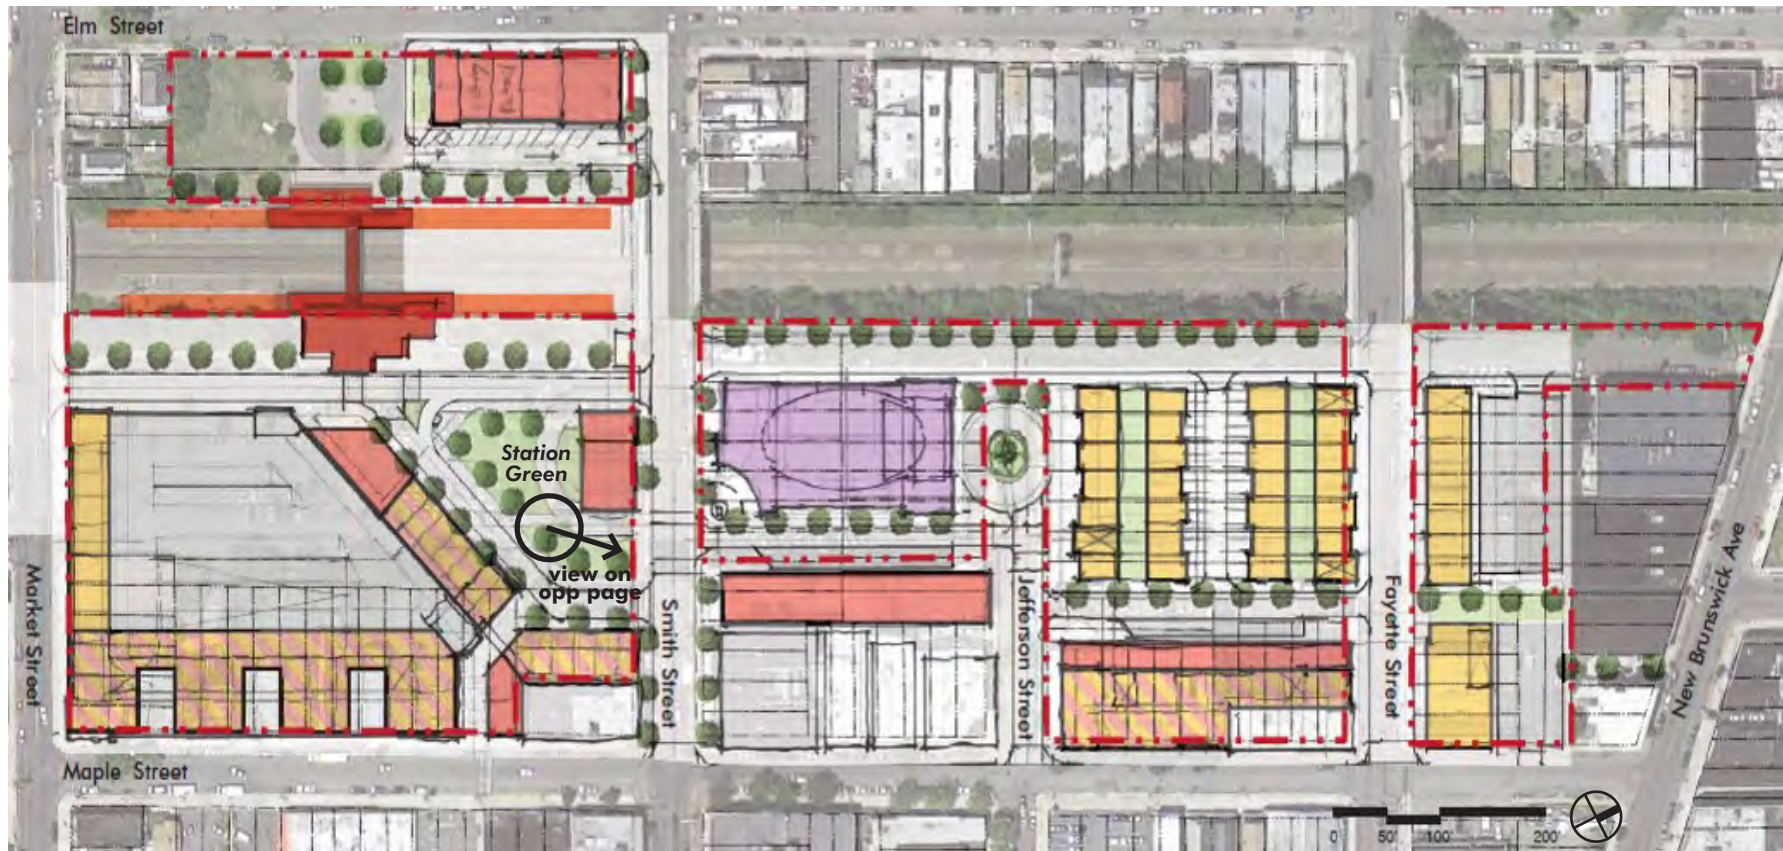 Elm Street
Station
Green
view on
opp page
Market Street
Smith Street
Jefferson Street
Fayette Street
New Brunswick Ave
Maple Street
0 50' 100' 200'